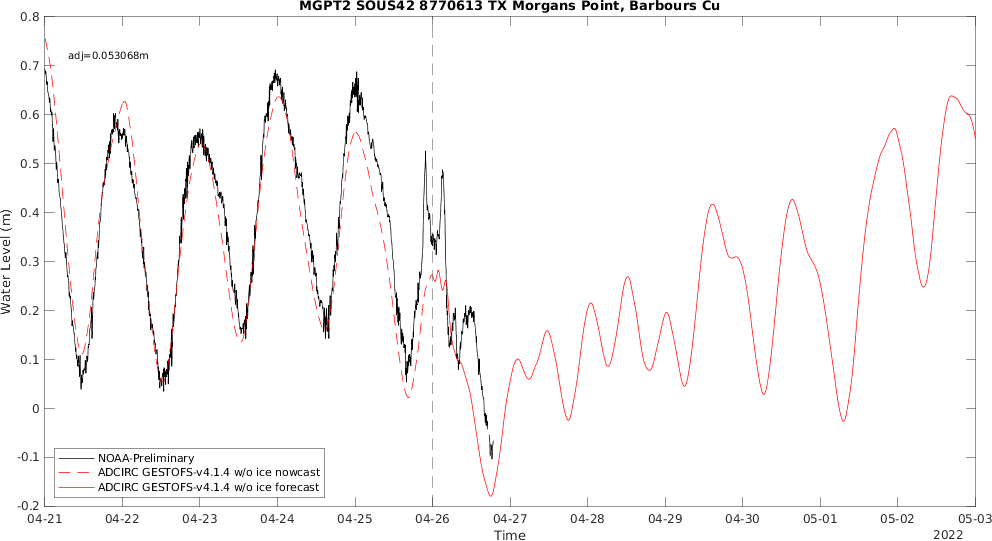 MGPT2 SOUS42 8770613 TX Morgans Point, Barbours Cu
adj=0.053068m
0.8
0.7
0.6
0.5
0.4
0.3
0.2
0.1
0
-0.1
-0.2
Water Level (m)
NOAA-Preliminary
ADCIRC GESTOFS-v4.1.4 w/o ice nowcast
ADCIRC GESTOFS-v4.1.4 w/o ice forecast
04-21 04-22 04-23 04-24 04-25 04-26 04-27 04-28 04-29 04-30 05-01 05-02 05-03
Time
2022